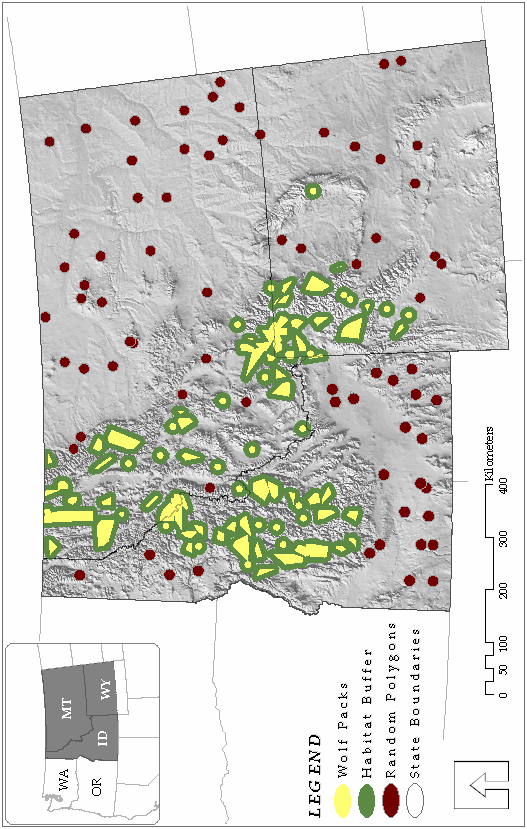 WA
MT
OR
ID
WY
LEGEND
Wolf Packs
Habitat Buffer
Random Polygons
State Boundaries
0 50 100 200 300 400
Kilometers